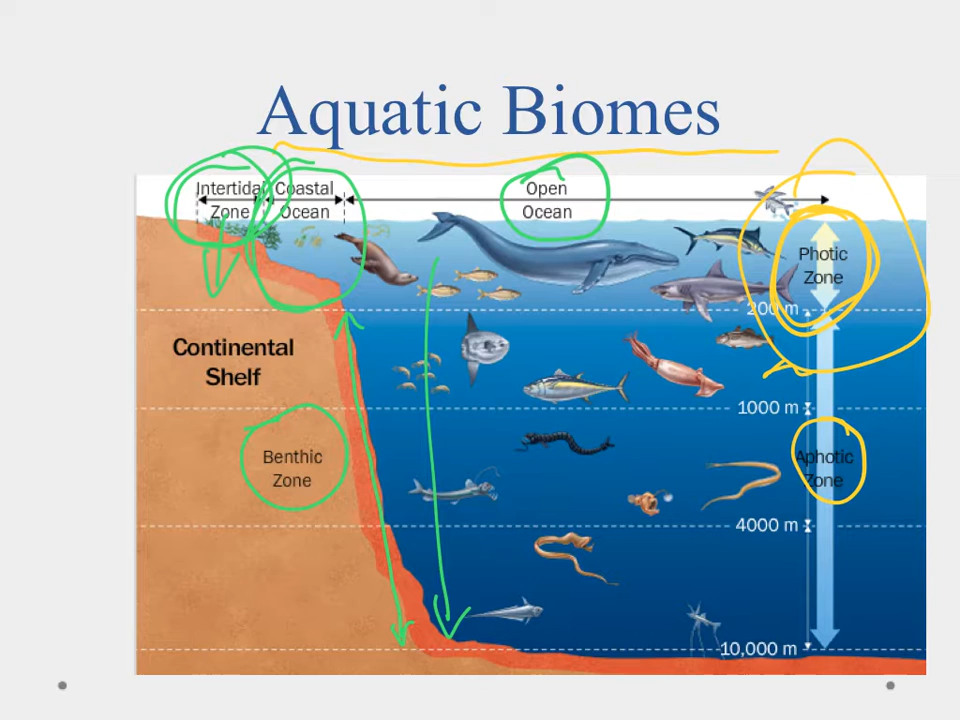 Aquatic Biomes
Intertidal Coastal Open
Zone Ocean Ocean
Photic
Zone
200 m
Continental
Shelf
1000 m
Benthic Aphotic
Zone Zone
4000 m
10,000 m